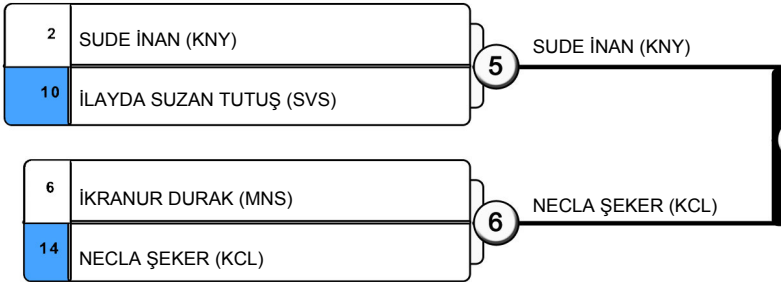 2 SUDE İNAN (KNY)
10 İLAYDA SUZAN TUTUŞ (SVS)
5 SUDE İNAN (KNY)
6 İKRANUR DURAK (MNS)
14 NECLA ŞEKER (KCL)
6 NECLA ŞEKER (KCL)